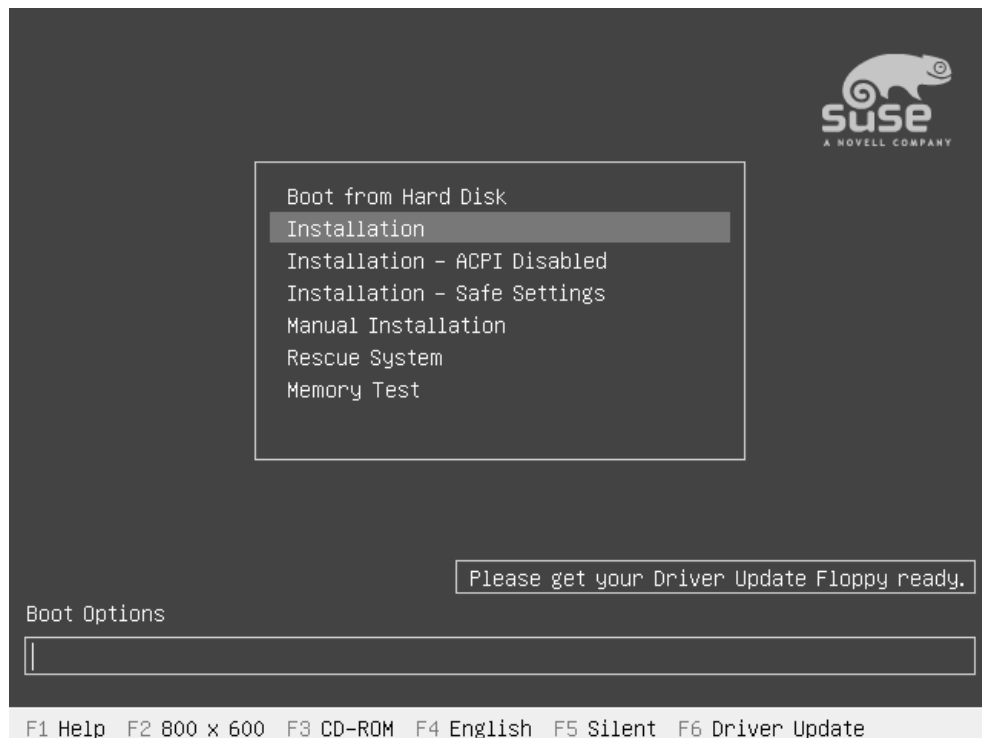 SUSE
A NOVELL COMPANY
Boot from Hard Disk
Installation
Installation - ACPI Disabled
Installation - Safe Settings
Manual Installation
Rescue System
Memory Test
Please get your Driver Update Floppy ready.
Boot Options
F1 Help F2 800 x 600 F3 CD-ROM F4 English F5 Silent F6 Driver Update